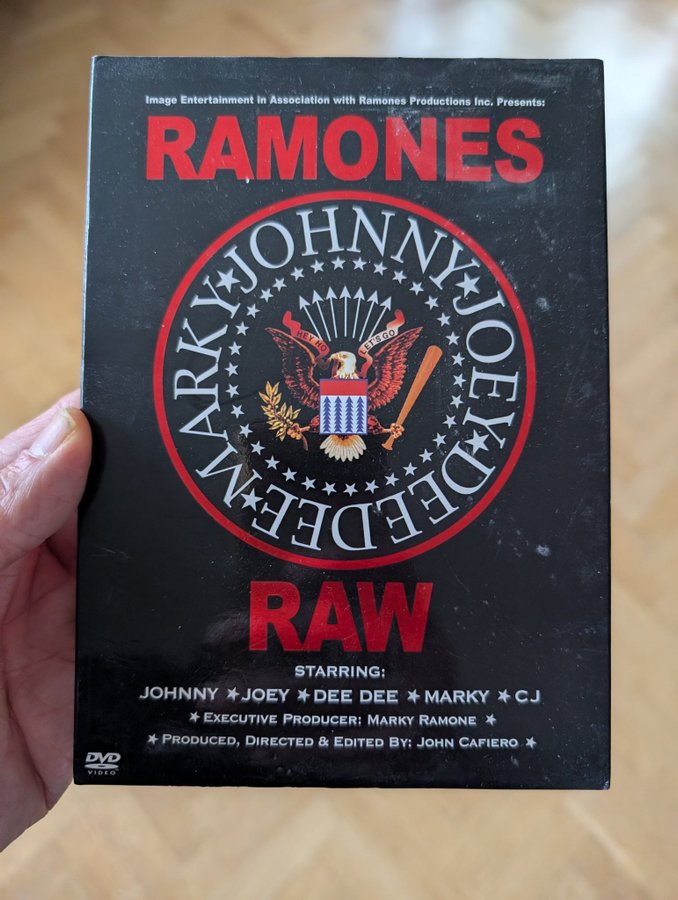 Image Entertainment In Association with Ramones Productions Inc. Presents:
RAMONES
JOHNNY ★ JOEY ★ DEE DEE ★ MARKY ★
HEY HO LET'S GO
RAW
STARRING:
JOHNNY ★ JOEY ★ DEE DEE ★ MARKY ★ CJ
★ EXECUTIVE PRODUCER: MARKY RAMONE ★
★ PRODUCED, DIRECTED & EDITED BY: JOHN CAFIERO ★
DVD
VIDEO